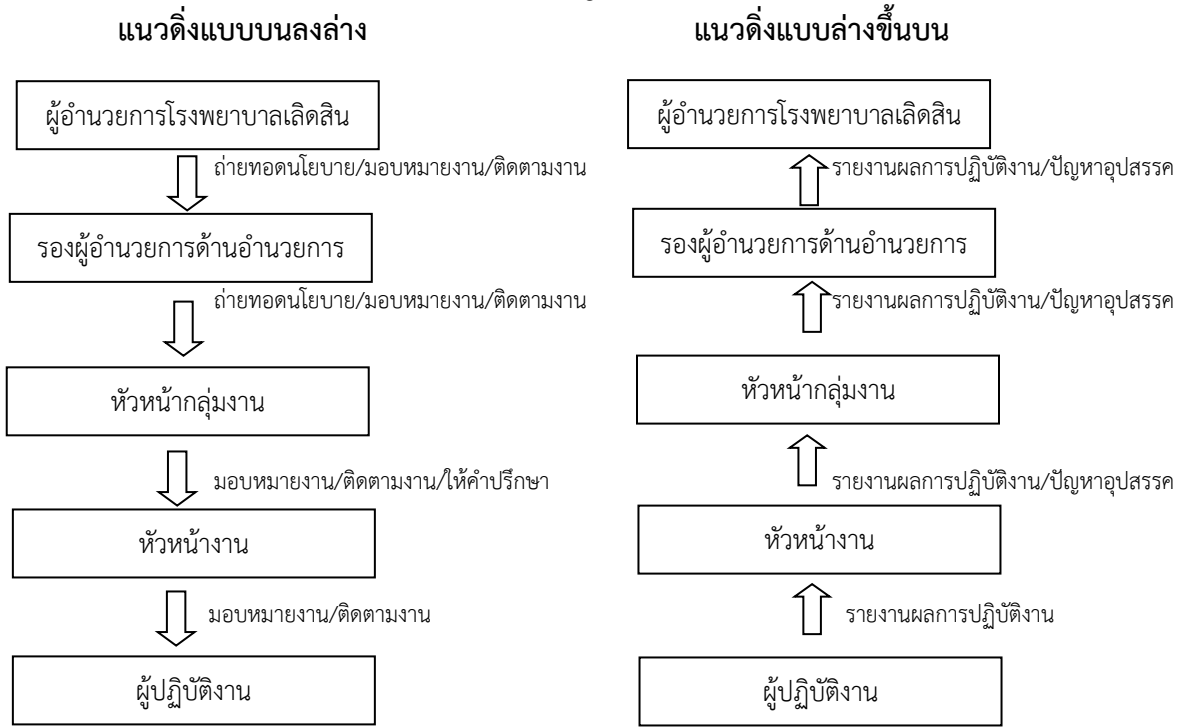 แนวดิ่งแบบบนลงล่าง
ผู้อำนวยการโรงพยาบาลเลิดสิน
ถ่ายทอดนโยบาย/มอบหมายงาน/ติดตามงาน
รองผู้อำนวยการด้านอำนวยการ
ถ่ายทอดนโยบาย/มอบหมายงาน/ติดตามงาน
หัวหน้ากลุ่มงาน
มอบหมายงาน/ติดตามงาน/ให้คำปรึกษา
หัวหน้างาน
มอบหมายงาน/ติดตามงาน
ผู้ปฏิบัติงาน
แนวดิ่งแบบล่างขึ้นบน
ผู้อำนวยการโรงพยาบาลเลิดสิน
รายงานผลการปฏิบัติงาน/ปัญหาอุปสรรค
รองผู้อำนวยการด้านอำนวยการ
รายงานผลการปฏิบัติงาน/ปัญหาอุปสรรค
หัวหน้ากลุ่มงาน
รายงานผลการปฏิบัติงาน/ปัญหาอุปสรรค
หัวหน้างาน
รายงานผลการปฏิบัติงาน
ผู้ปฏิบัติงาน